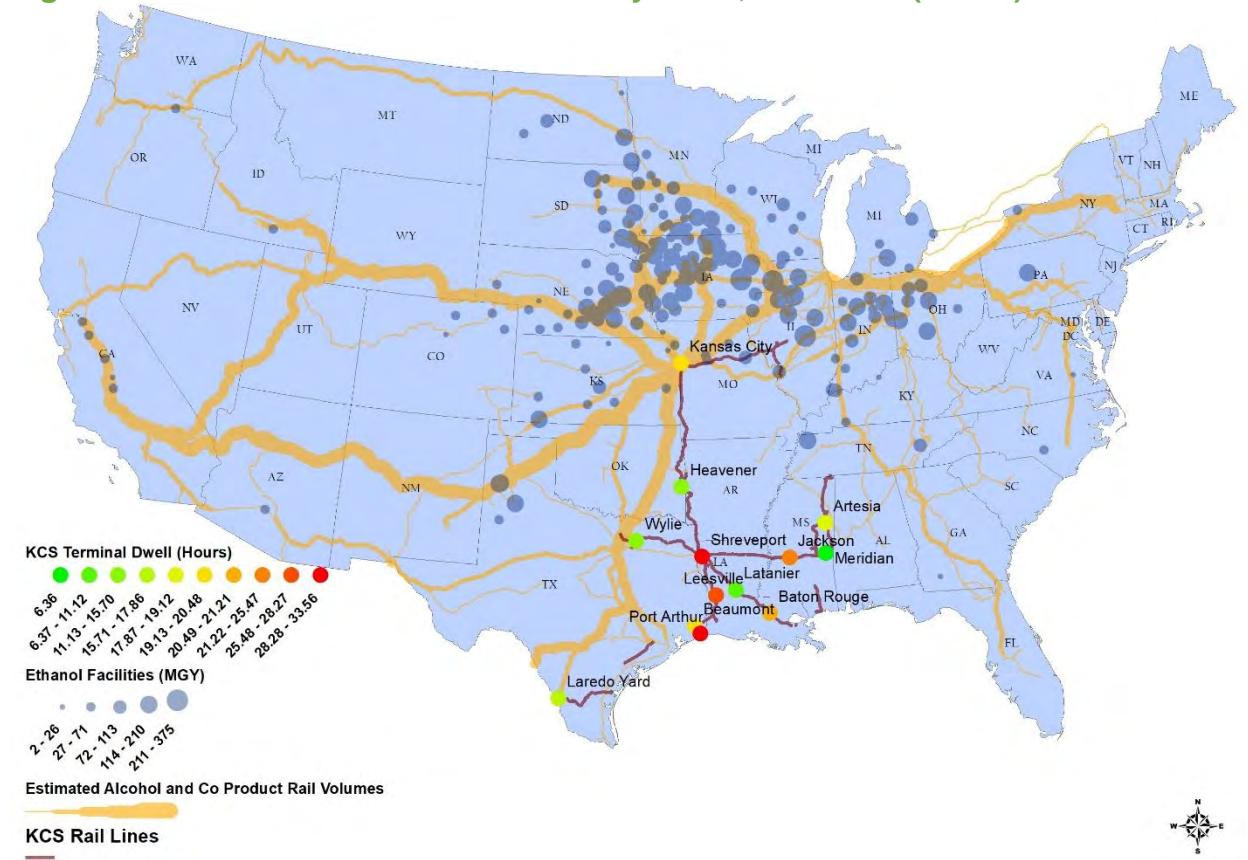 WA
ME
MT
ND
MN
MI
VT
NH
OR
ID
SD
WI
MI
NY
MA
RI
CT
WY
IA
PA
NJ
NE
NV
OH
IN
MD
DE
DC
UT
CA
CO
Kansas City
WV
VA
KS
MO
KY
NC
TN
OK
Heavener
AR
AZ
NM
SC
Artesia
MS
Wylie
Shreveport
Jackson
AL
GA
Meridian
LA
TX
Leesville
Latanier
Baton Rouge
Port Arthur
Beaumont
FL
Laredo Yard
KCS Terminal Dwell (Hours)
6.36
6.37 - 11.12
11.13 - 15.70
15.71 - 17.86
17.87 - 19.12
19.13 - 20.48
20.49 - 21.21
21.22 - 25.47
25.48 - 28.27
28.28 - 33.56
Ethanol Facilities (MGY)
2 - 26
27 - 71
72 - 113
114 - 210
211 - 375
Estimated Alcohol and Co Product Rail Volumes
KCS Rail Lines
N
W
E
S